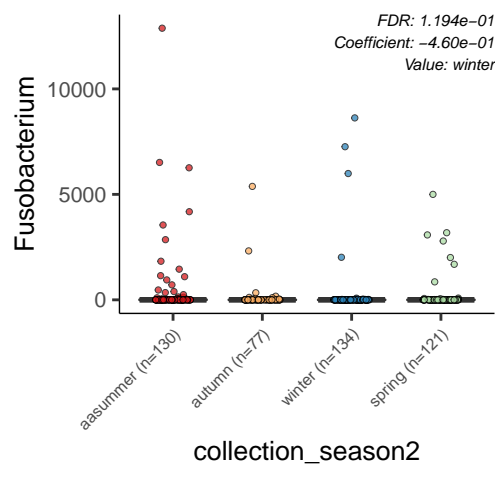 FDR: 1.194e−01
Coefficient: −4.60e−01
Value: winter
Fusobacterium
10000
5000
0
aasummer (n=130)
autumn (n=77)
winter (n=134)
spring (n=121)
collection_season2